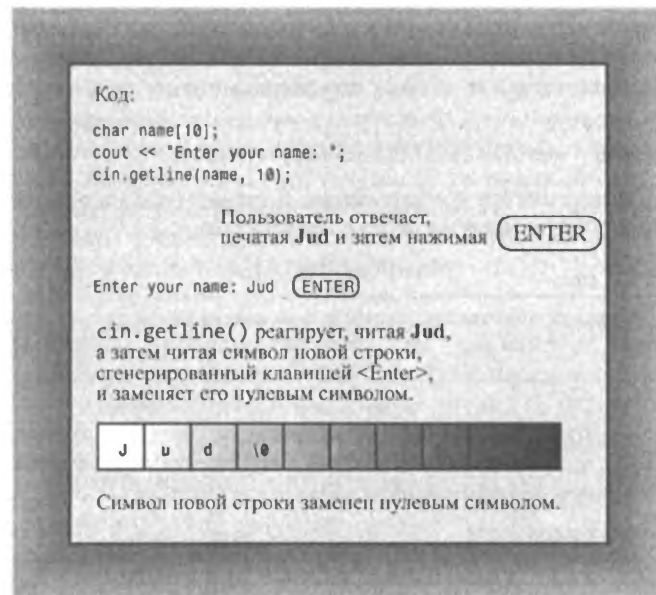 Код:
char name[10];
cout << "Enter your name: ";
cin.getline(name, 10);
Пользователь отвечает,
печатая Jud и затем нажимая ENTER
Enter your name: Jud ENTER
cin.getline() реагирует, читая Jud,
а затем читая символ новой строки,
сгенерированный клавишей <Enter>,
и заменяет его нулевым символом.
J u d \0
Символ новой строки заменен нулевым символом.